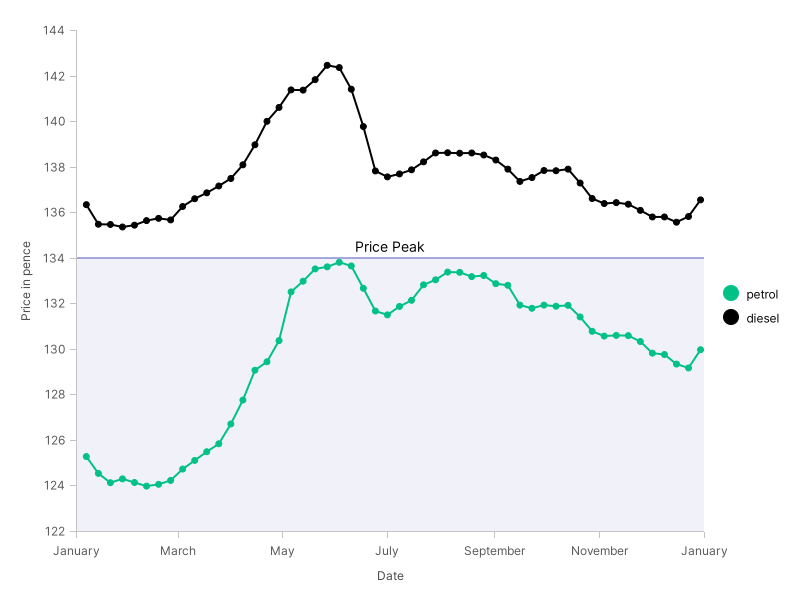 144
142
140
138
136
134
132
130
128
126
124
122
Price in pence
Price Peak
January
March
May
July
September
November
January
Date
petrol
diesel